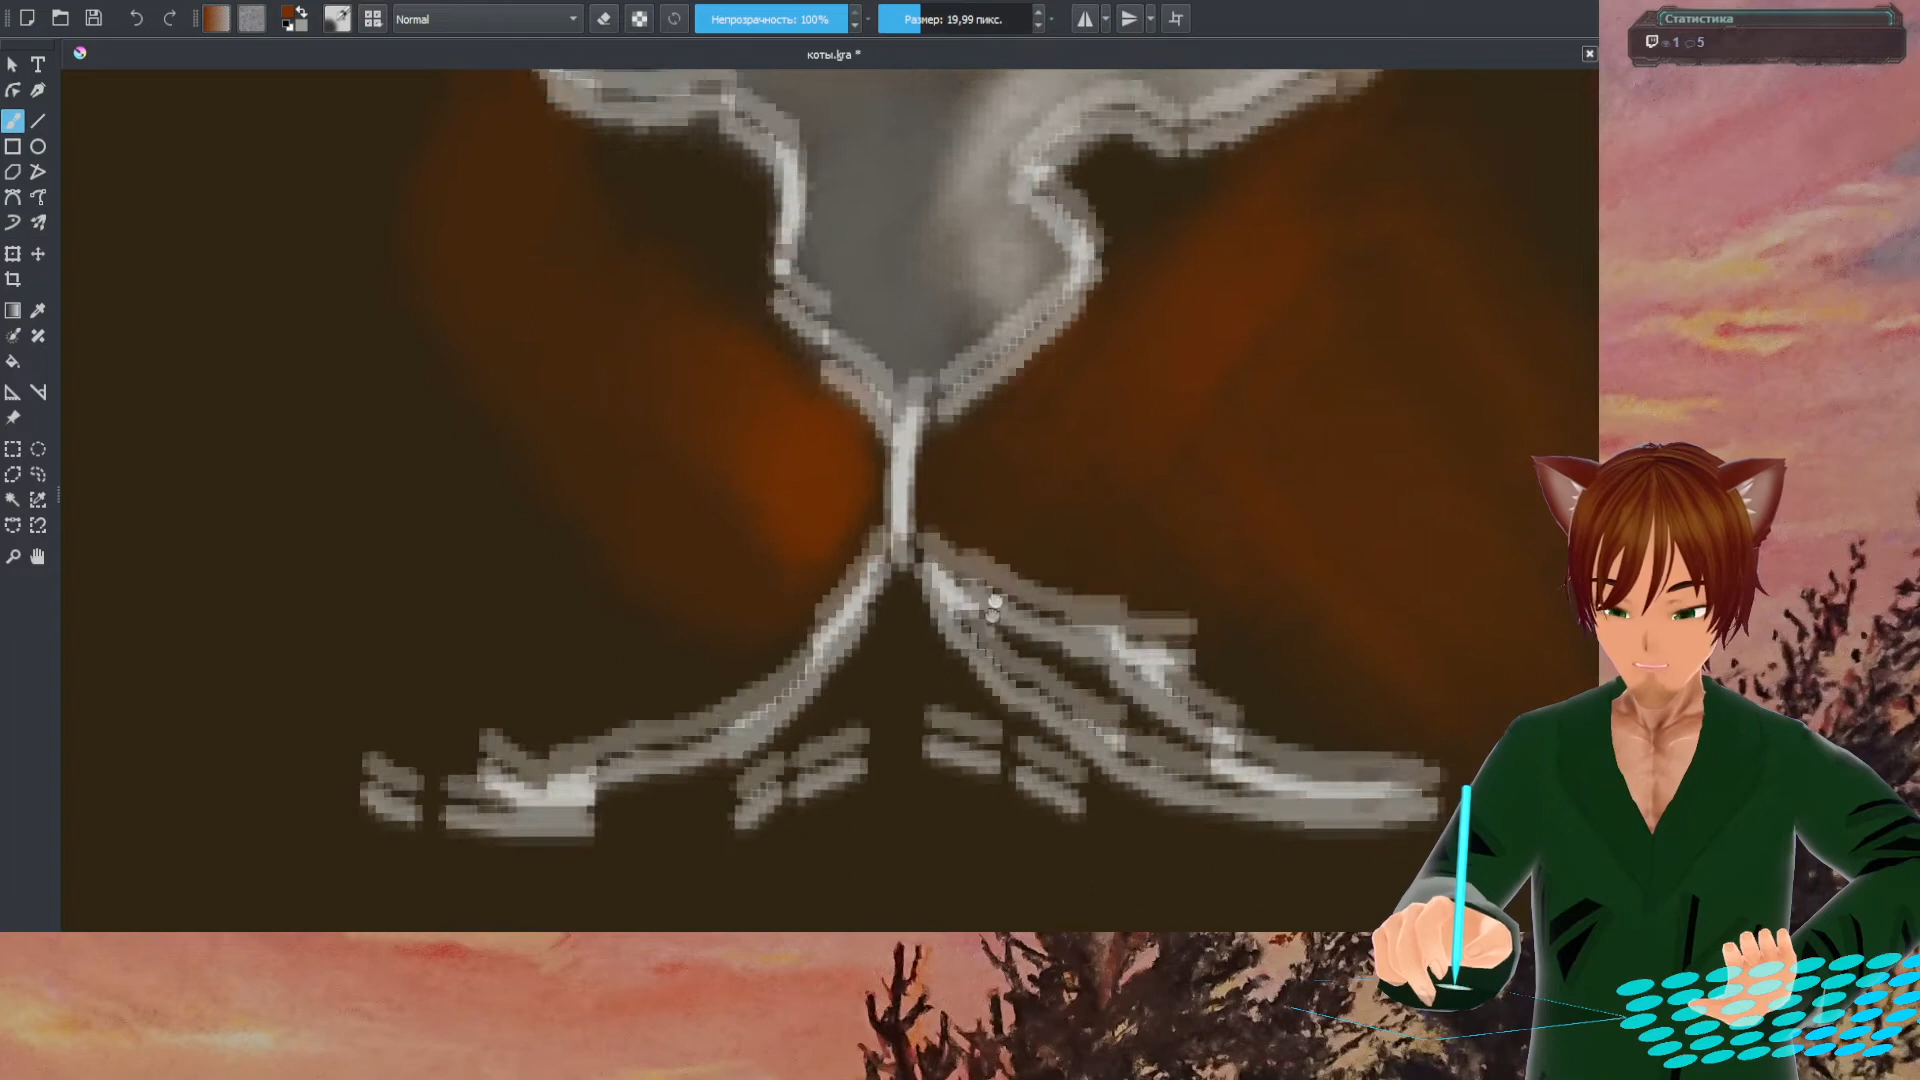 Normal
Непрозрачность: 100%
Размер: 19,99 пикс.
Статистика
коты.kra *
1 5